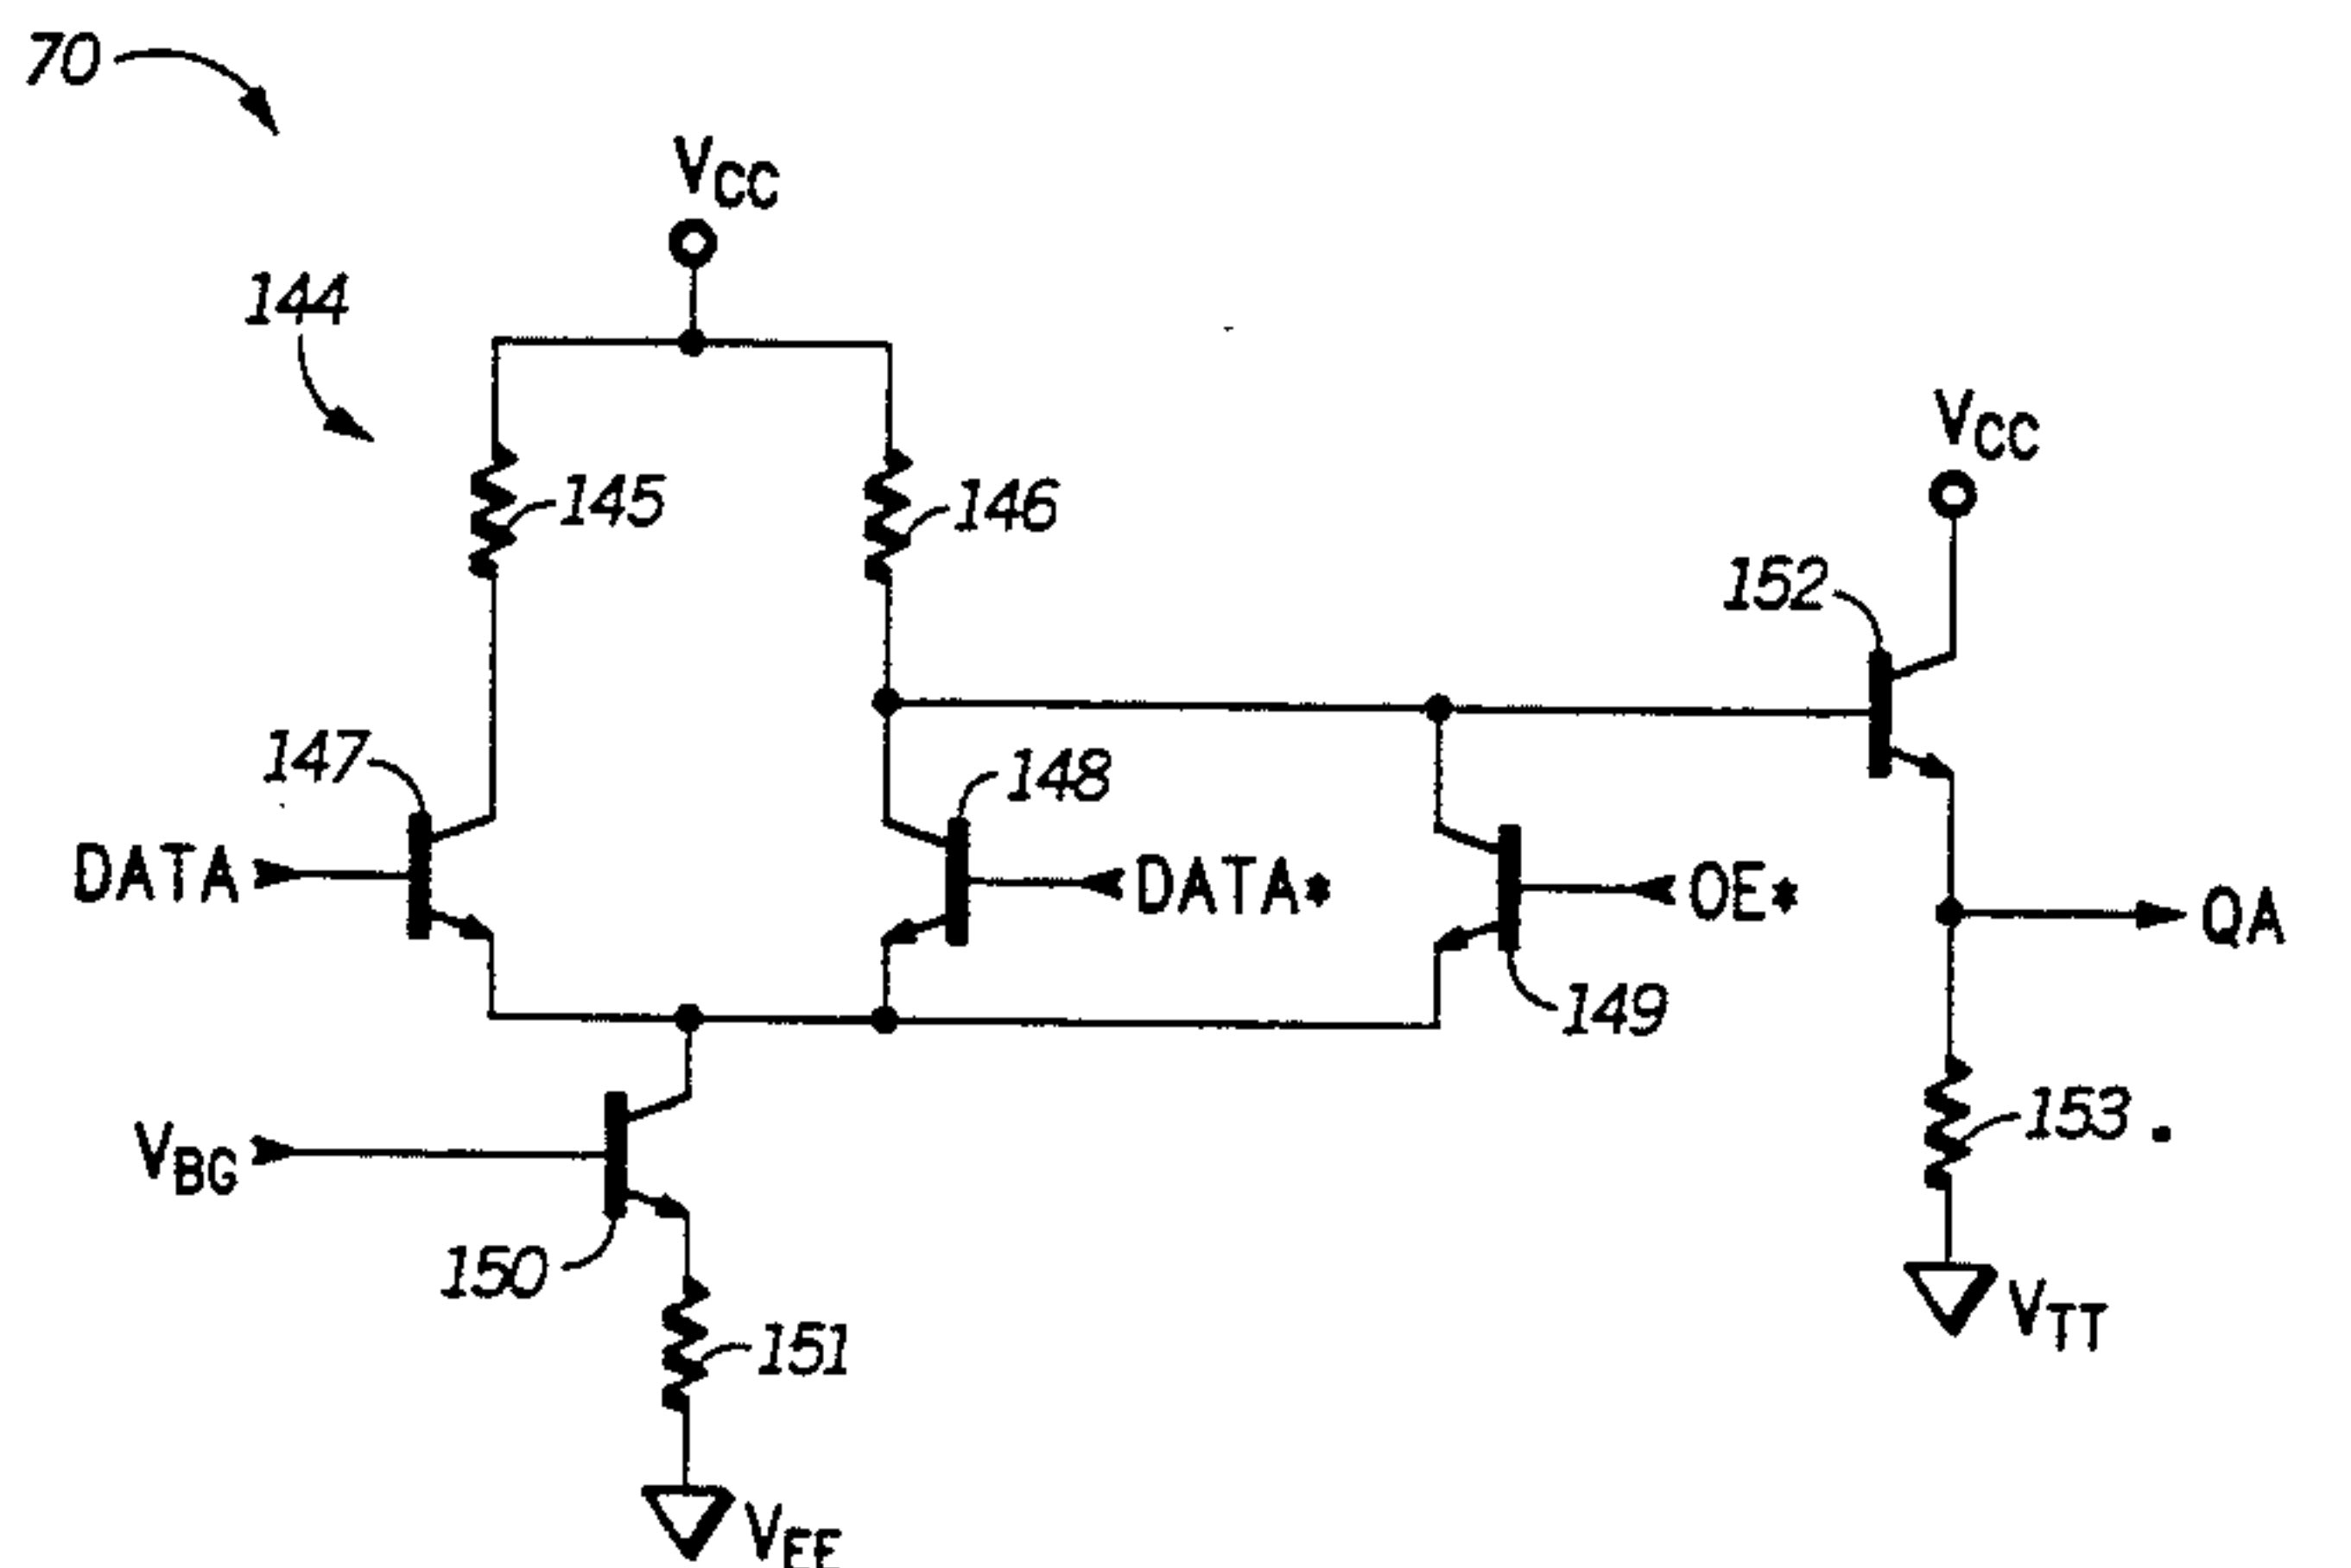 70
VCC
144
VCC
145
146
152
147
148
DATA
DATA*
OE*
QA
149
153
VBG
150
151
VTT
VEE